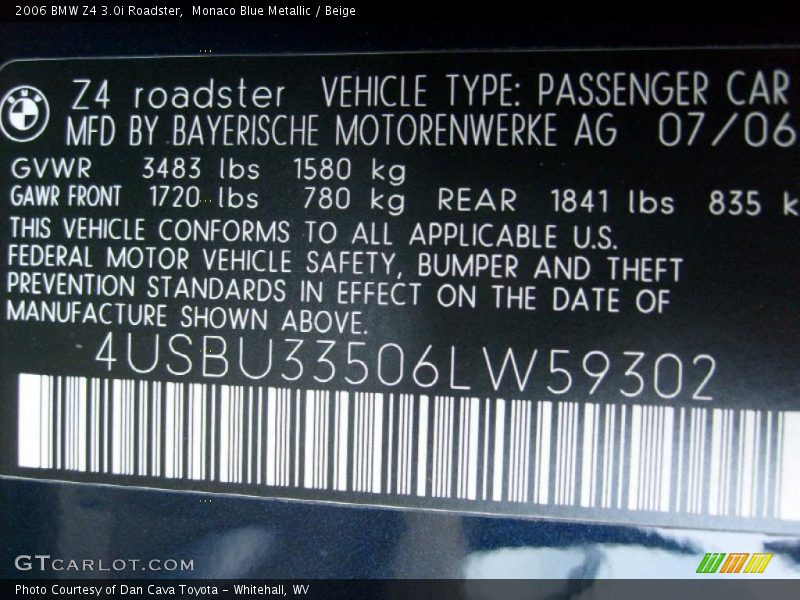 2006 BMW Z4 3.0i Roadster, Monaco Blue Metallic / Beige
Z4 roadster VEHICLE TYPE: PASSENGER CAR
MFD BY BAYERISCHE MOTORENWERKE AG 07/06
GVWR 3483 lbs 1580 kg
GAWR FRONT 1720 lbs 780 kg REAR 1841 lbs 835 k
THIS VEHICLE CONFORMS TO ALL APPLICABLE U.S.
FEDERAL MOTOR VEHICLE SAFETY, BUMPER AND THEFT
PREVENTION STANDARDS IN EFFECT ON THE DATE OF
MANUFACTURE SHOWN ABOVE.
4USBU33506LW59302
GTCARLOT.COM
Photo Courtesy of Dan Cava Toyota - Whitehall, WV